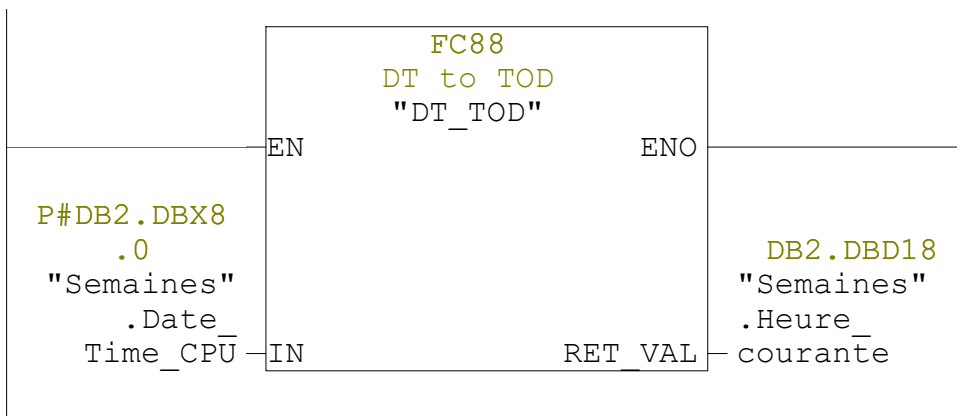 FC88
DT to TOD
"DT_TOD"
EN
ENO
P#DB2.DBX8
.0
"Semaines"
.Date_
Time_CPU
IN
DB2.DBD18
"Semaines"
.Heure_
courante
RET_VAL